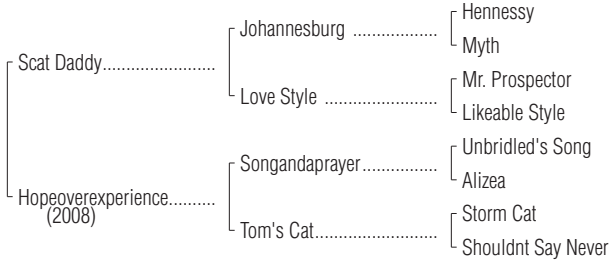 Hennessy
Johannesburg ..................
Myth
Scat Daddy........................
Mr. Prospector
Love Style ........................
Likeable Style
Unbridled's Song
Songandaprayer................
Alizea
Hopeoverexperience..........
(2008)
Storm Cat
Tom's Cat..........................
Shouldnt Say Never